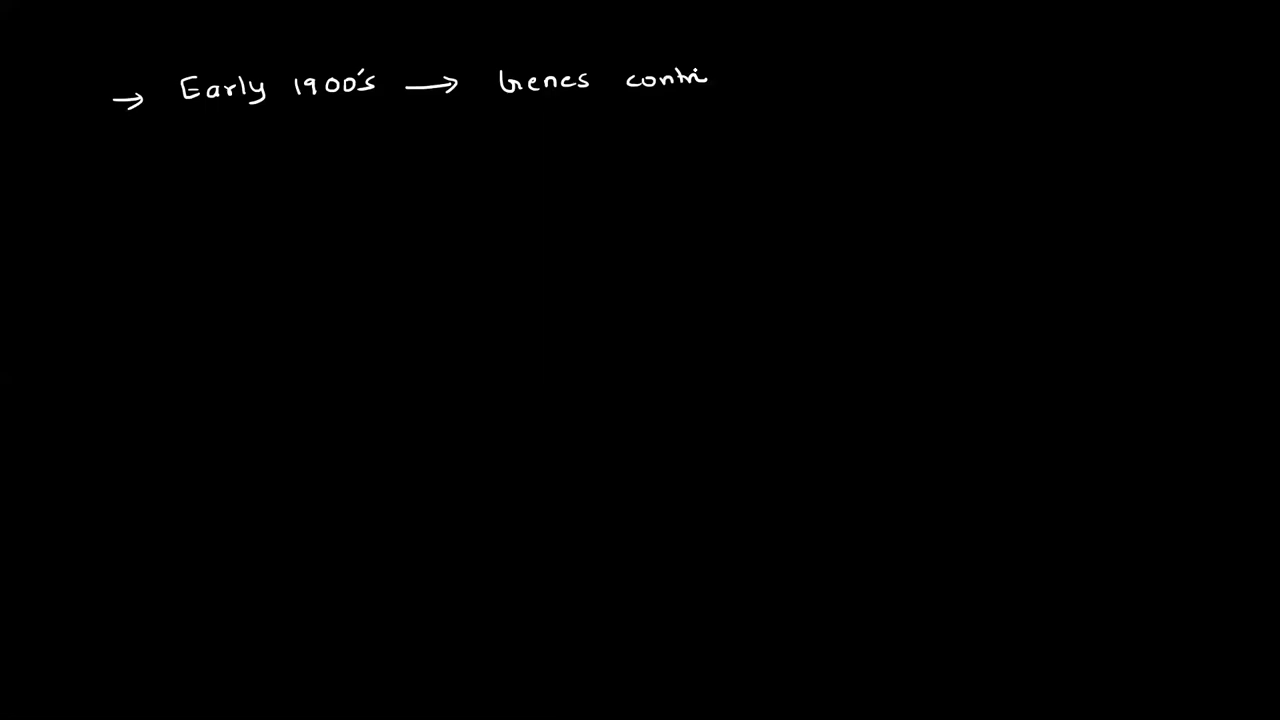 → Early 1900's → Genes contri